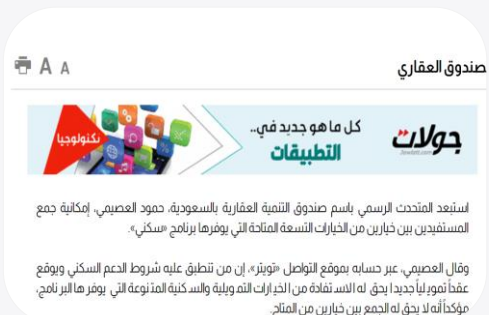 A A
صندوق العقاري
جولات
كل ما هو جديد في..
التطبيقات
تكنولوجيا
استبعد المتحدث الرسمي باسم صندوق التنمية العقارية بالسعودية، حمود العصيمي، إمكانية جمع
المستفيدين بين خيارين من الخيارات التسعة المتاحة التي يوفرها برنامج «سكني».
وقال العصيمي، عبر حسابه بموقع التواصل «تويتر»، إن من تنطبق عليه شروط الدعم السكني ويوقع
عقداً تمويلياً جديداً يحق له الاستفادة من الخيارات التمويلية والسكنية المتنوعة التي يوفرها البرنامج،
مؤكداً أنه لا يحق له الجمع بين خيارين من المتاح.